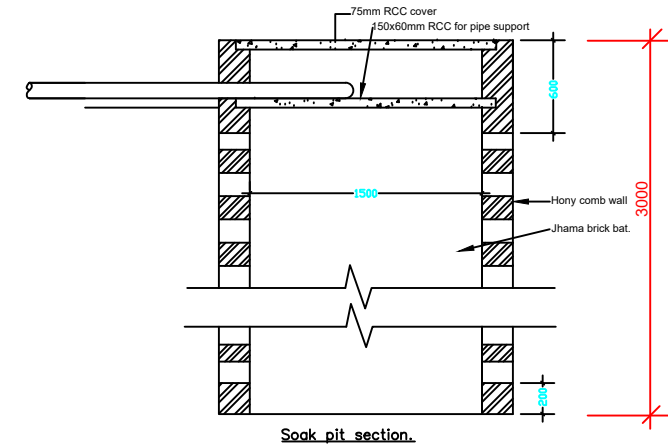 75mm RCC cover
150x60mm RCC for pipe support
600
3000
1500
Hony comb wall
Jhama brick bat.
200
Soak pit section.